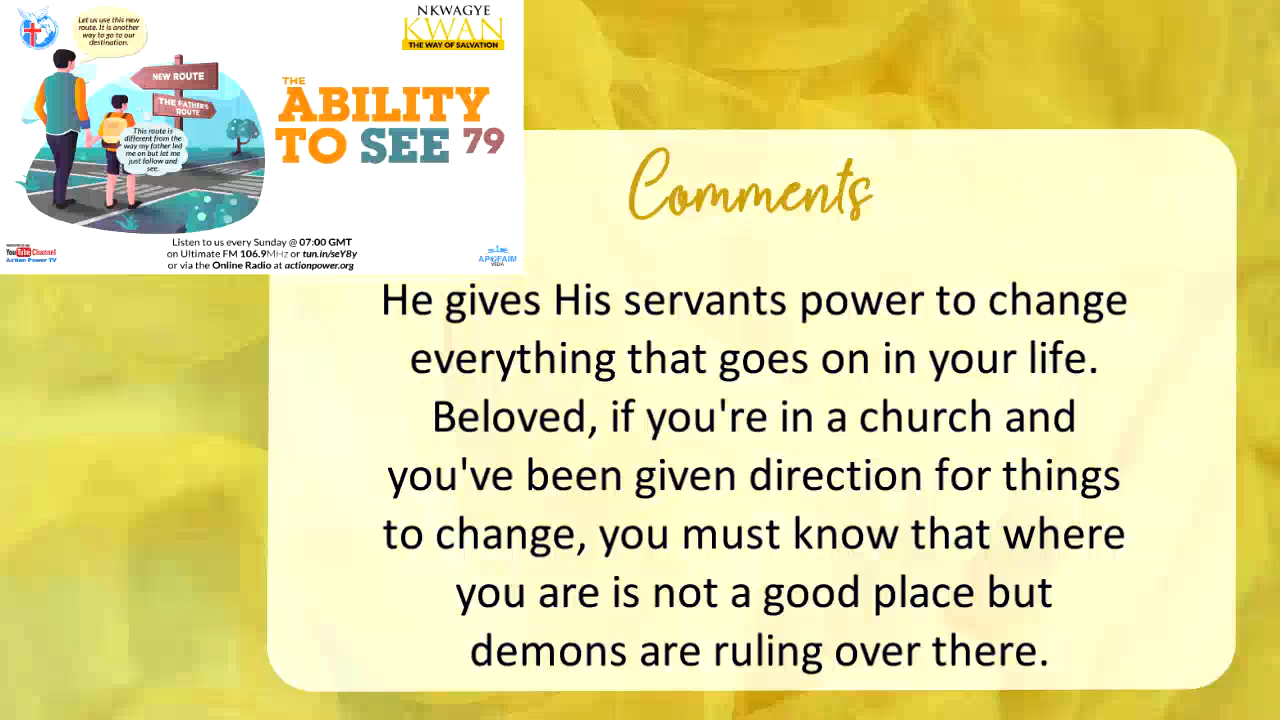 Let us use this new
route. It is another
way to go to our
destination.
NEW ROUTE
THE FATHER'S
ROUTE
This route is
different from the
way my father led
me on but let me
just follow and
see.
NKWAGYE
KWAN
THE WAY OF SALVATION
THE
ABILITY
TO SEE 79
Listen to us every Sunday @ 07:00 GMT
on Ultimate FM 106.9MHz or tun.in/seY8y
or via the Online Radio at actionpower.org
YouTube Channel
Action Power TV
APOFAIM
MEDIA
Comments
He gives His servants power to change
everything that goes on in your life.
Beloved, if you're in a church and
you've been given direction for things
to change, you must know that where
you are is not a good place but
demons are ruling over there.